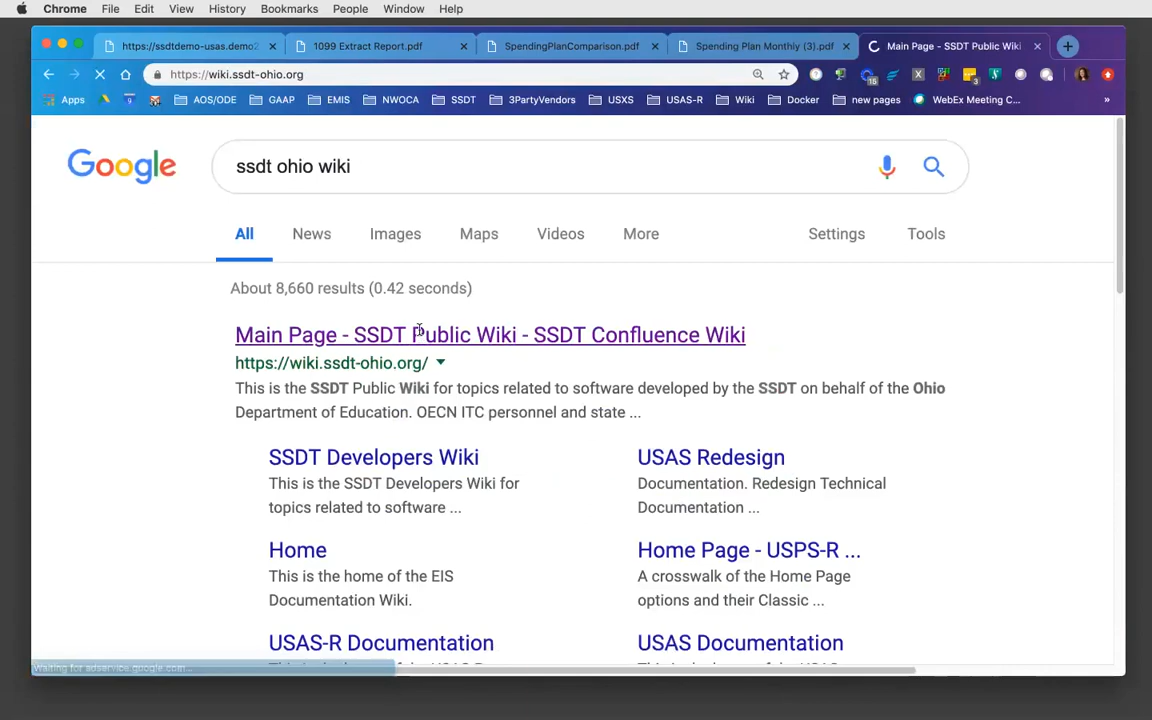 Chrome File Edit View History Bookmarks People Window Help
https://ssdtdemo-usas.demo2 1099 Extract Report.pdf SpendingPlanComparison.pdf Spending Plan Monthly (3).pdf Main Page - SSDT Public Wiki
https://wiki.ssdt-ohio.org 15 3
Apps 9 AOS/ODE GAAP EMIS NWOCA SSDT 3PartyVendors USXS USAS-R Wiki Docker new pages WebEx Meeting C... »
Google ssdt ohio wiki
All News Images Maps Videos More Settings Tools
About 8,660 results (0.42 seconds)
Main Page - SSDT Public Wiki - SSDT Confluence Wiki
https://wiki.ssdt-ohio.org/
This is the SSDT Public Wiki for topics related to software developed by the SSDT on behalf of the Ohio
Department of Education. OECN ITC personnel and state ...
SSDT Developers Wiki USAS Redesign
This is the SSDT Developers Wiki for Documentation. Redesign Technical
topics related to software ... Documentation ...
Home Home Page - USPS-R ...
This is the home of the EIS A crosswalk of the Home Page
Documentation Wiki. options and their Classic ...
USAS-R Documentation USAS Documentation
Waiting for adservice.google.com...